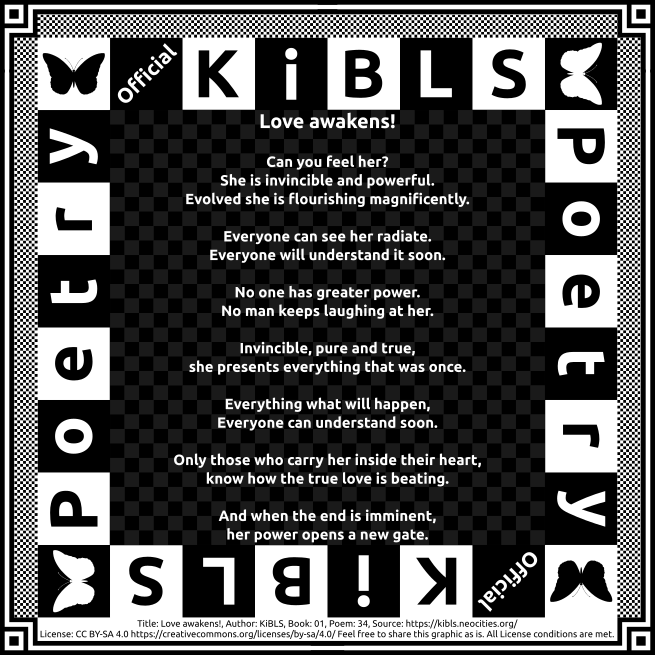 Official KiBLS
Poetry
Poetry
Love awakens!
Can you feel her?
She is invincible and powerful.
Evolved she is flourishing magnificently.
Everyone can see her radiate.
Everyone will understand it soon.
No one has greater power.
No man keeps laughing at her.
Invincible, pure and true,
she presents everything that was once.
Everything what will happen,
Everyone can understand soon.
Only those who carry her inside their heart,
know how the true love is beating.
And when the end is imminent,
her power opens a new gate.
Official KiBLS
Title: Love awakens!, Author: KiBLS, Book: 01, Poem: 34, Source: https://kibls.neocities.org/
License: CC BY-SA 4.0 https://creativecommons.org/licenses/by-sa/4.0/ Feel free to share this graphic as is. All License conditions are met.